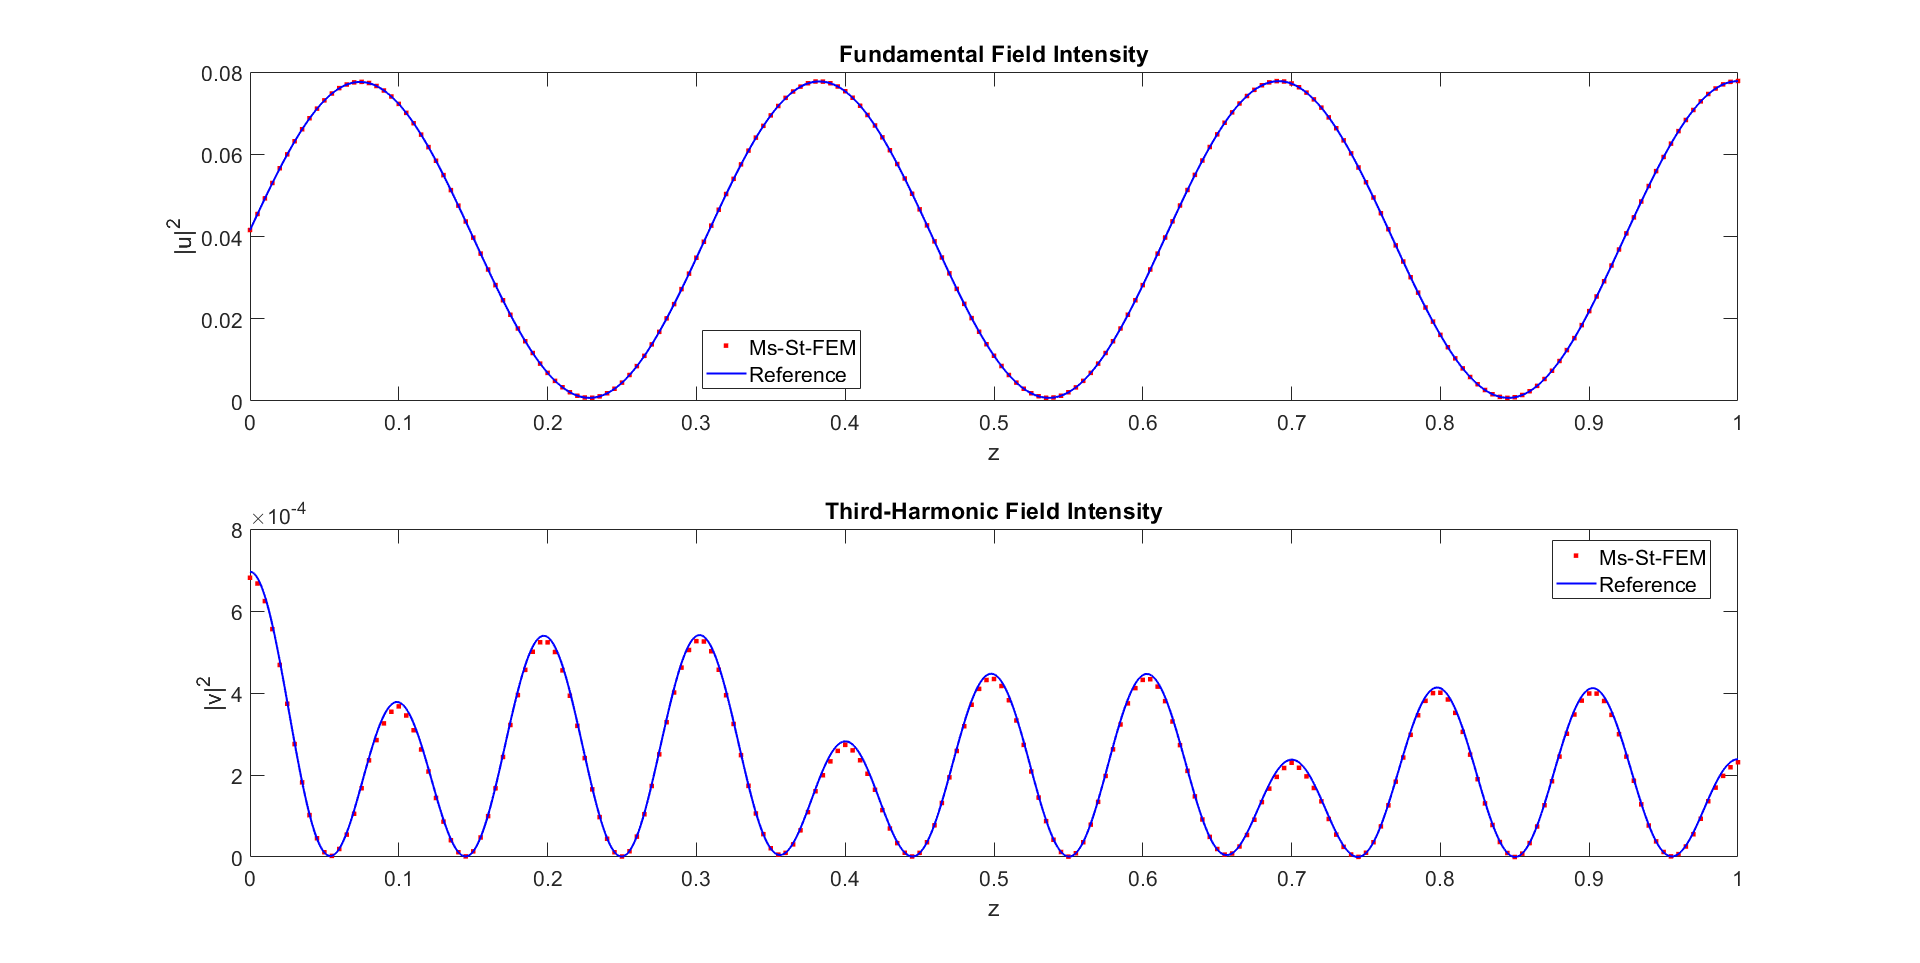 Fundamental Field Intensity
0.08
0.06
0.04
0.02
0
|u|^2
Ms-St-FEM
Reference
0 0.1 0.2 0.3 0.4 0.5 0.6 0.7 0.8 0.9 1
z
Third-Harmonic Field Intensity
×10^-4
8
6
4
2
0
|v|^2
Ms-St-FEM
Reference
0 0.1 0.2 0.3 0.4 0.5 0.6 0.7 0.8 0.9 1
z